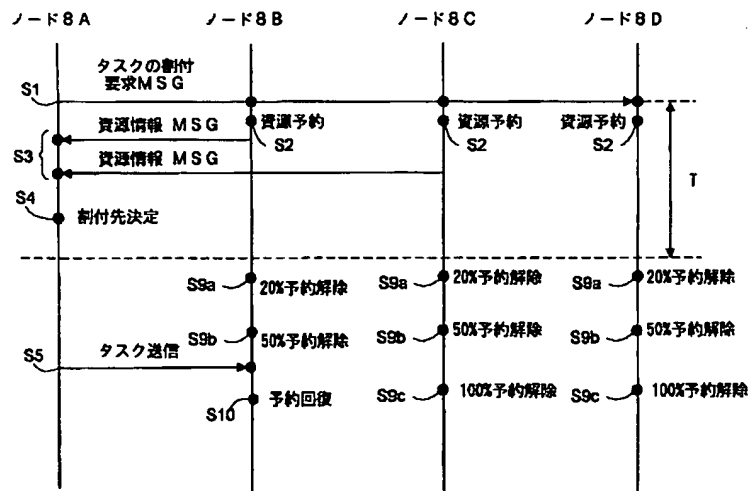 ノード８Ａ ノード８Ｂ ノード８Ｃ ノード８Ｄ
タスクの割付
要求ＭＳＧ
S1
資源情報 ＭＳＧ
資源予約 資源予約 資源予約
S2 S2 S2
S3
資源情報 ＭＳＧ
T
S4
割付先決定
S9a 20%予約解除 S9a 20%予約解除 S9a 20%予約解除
S9b 50%予約解除 S9b 50%予約解除 S9b 50%予約解除
S5
タスク送信
S10 予約回復
S9c 100%予約解除 S9c 100%予約解除